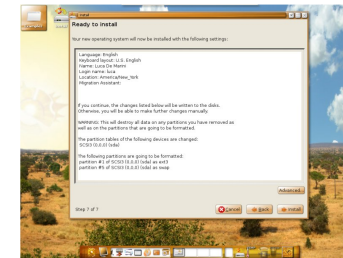 Install
Ready to install
Your new operating system will now be installed with the following settings:
Language: English
Keyboard layout: U.S. English
Name: Luca De Marini
Login name: luca
Location: America/New_York
Migration Assistant:
If you continue, the changes listed below will be written to the disks.
Otherwise, you will be able to make further changes manually.
WARNING: This will destroy all data on any partitions you have removed as
well as on the partitions that are going to be formatted.
The partition tables of the following devices are changed:
SCSI3 (0,0,0) (sda)
The following partitions are going to be formatted:
partition #1 of SCSI3 (0,0,0) (sda) as ext3
partition #5 of SCSI3 (0,0,0) (sda) as swap
Advanced...
Step 7 of 7
Cancel
Back
Install